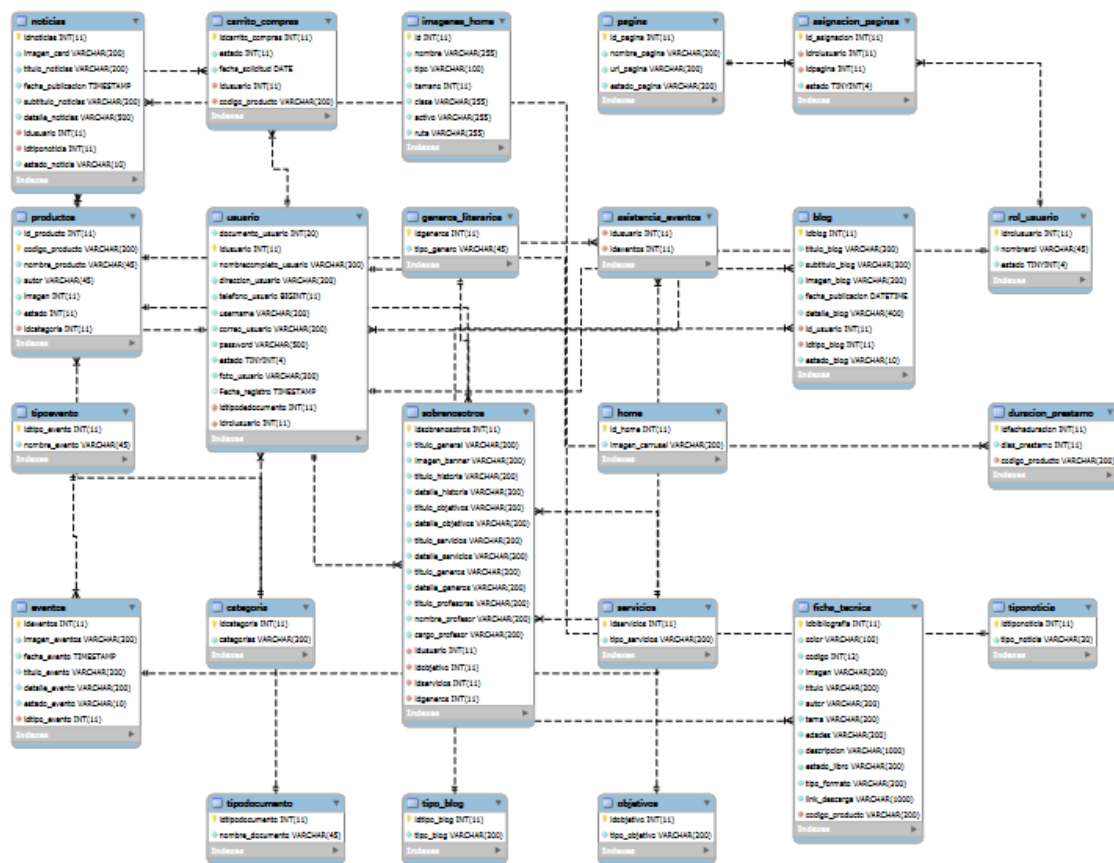 noticias
idnoticias INT(11)
imagen_card VARCHAR(200)
titulo_noticias VARCHAR(200)
fecha_publicacion TIMESTAMP
subtitulo_noticias VARCHAR(200)
detalle_noticias VARCHAR(500)
idusuario INT(11)
idtiponoticia INT(11)
estado_noticia VARCHAR(10)
Indexes
carrito_compras
idcarrito_compras INT(11)
estado INT(11)
fecha_solicitud DATE
idusuario INT(11)
codigo_producto VARCHAR(200)
Indexes
imagenes_home
id INT(11)
nombre VARCHAR(255)
tipo VARCHAR(100)
tamano INT(11)
clase VARCHAR(255)
activo VARCHAR(255)
ruta VARCHAR(255)
Indexes
pagina
id_pagina INT(11)
nombre_pagina VARCHAR(200)
url_pagina VARCHAR(200)
estado_pagina VARCHAR(200)
Indexes
asignacion_paginas
id_asignacion INT(11)
idrolusuario INT(11)
idpagina INT(11)
estado TINYINT(4)
Indexes
productos
id_producto INT(11)
codigo_producto VARCHAR(200)
nombre_producto VARCHAR(45)
autor VARCHAR(45)
imagen INT(11)
estado INT(11)
idcategoria INT(11)
Indexes
usuario
documento_usuario INT(20)
idusuario INT(11)
nombrecompleto_usuario VARCHAR(200)
direccion_usuario VARCHAR(200)
telefono_usuario BIGINT(11)
username VARCHAR(200)
correo_usuario VARCHAR(200)
password VARCHAR(500)
estado TINYINT(4)
foto_usuario VARCHAR(200)
Fecha_registro TIMESTAMP
idtipodedocumento INT(11)
idrolusuario INT(11)
Indexes
generos_literarios
idgeneros INT(11)
tipo_genero VARCHAR(45)
Indexes
asistencia_eventos
idusuario INT(11)
ideventos INT(11)
Indexes
blog
idblog INT(11)
titulo_blog VARCHAR(200)
subtitulo_blog VARCHAR(200)
imagen_blog VARCHAR(200)
fecha_publicacion DATETIME
detalle_blog VARCHAR(400)
id_usuario INT(11)
idtipo_blog INT(11)
estado_blog VARCHAR(10)
Indexes
rol_usuario
idrolusuario INT(11)
nombrerol VARCHAR(45)
estado TINYINT(4)
Indexes
tipoevento
idtipo_evento INT(11)
nombre_evento VARCHAR(45)
Indexes
sobrenosotros
idsobrenosotros INT(11)
titulo_general VARCHAR(200)
imagen_banner VARCHAR(200)
titulo_historia VARCHAR(200)
detalle_historia VARCHAR(200)
titulo_objetivos VARCHAR(200)
detalle_objetivos VARCHAR(200)
titulo_servicios VARCHAR(200)
detalle_servicios VARCHAR(200)
titulo_generos VARCHAR(200)
detalle_generos VARCHAR(200)
titulo_profesoras VARCHAR(200)
nombre_profesor VARCHAR(200)
cargo_profesor VARCHAR(200)
idusuario INT(11)
idobjetivo INT(11)
idservicios INT(11)
idgeneros INT(11)
Indexes
home
id_home INT(11)
imagen_carrusel VARCHAR(200)
Indexes
duracion_prestamo
idfechaduracion INT(11)
dias_prestamo INT(11)
codigo_producto VARCHAR(200)
Indexes
eventos
ideventos INT(11)
imagen_eventos VARCHAR(200)
fecha_evento TIMESTAMP
titulo_evento VARCHAR(200)
detalle_evento VARCHAR(200)
estado_evento VARCHAR(10)
idtipo_evento INT(11)
Indexes
categoria
idcategoria INT(11)
categorias VARCHAR(200)
Indexes
servicios
idservicios INT(11)
tipo_servicios VARCHAR(200)
Indexes
ficha_tecnica
idbibliografia INT(11)
color VARCHAR(100)
codigo INT(12)
imagen VARCHAR(200)
titulo VARCHAR(200)
autor VARCHAR(200)
tema VARCHAR(200)
edades VARCHAR(200)
descripcion VARCHAR(1000)
estado_libro VARCHAR(200)
tipo_formato VARCHAR(200)
link_descarga VARCHAR(1000)
codigo_producto VARCHAR(200)
Indexes
tiponoticia
idtiponoticia INT(11)
tipo_noticia VARCHAR(20)
Indexes
tipodocumento
idtipodocumento INT(11)
nombre_documento VARCHAR(45)
Indexes
tipo_blog
idtipo_blog INT(11)
tipo_blog VARCHAR(200)
Indexes
objetivos
idobjetivo INT(11)
tipo_objetivo VARCHAR(200)
Indexes